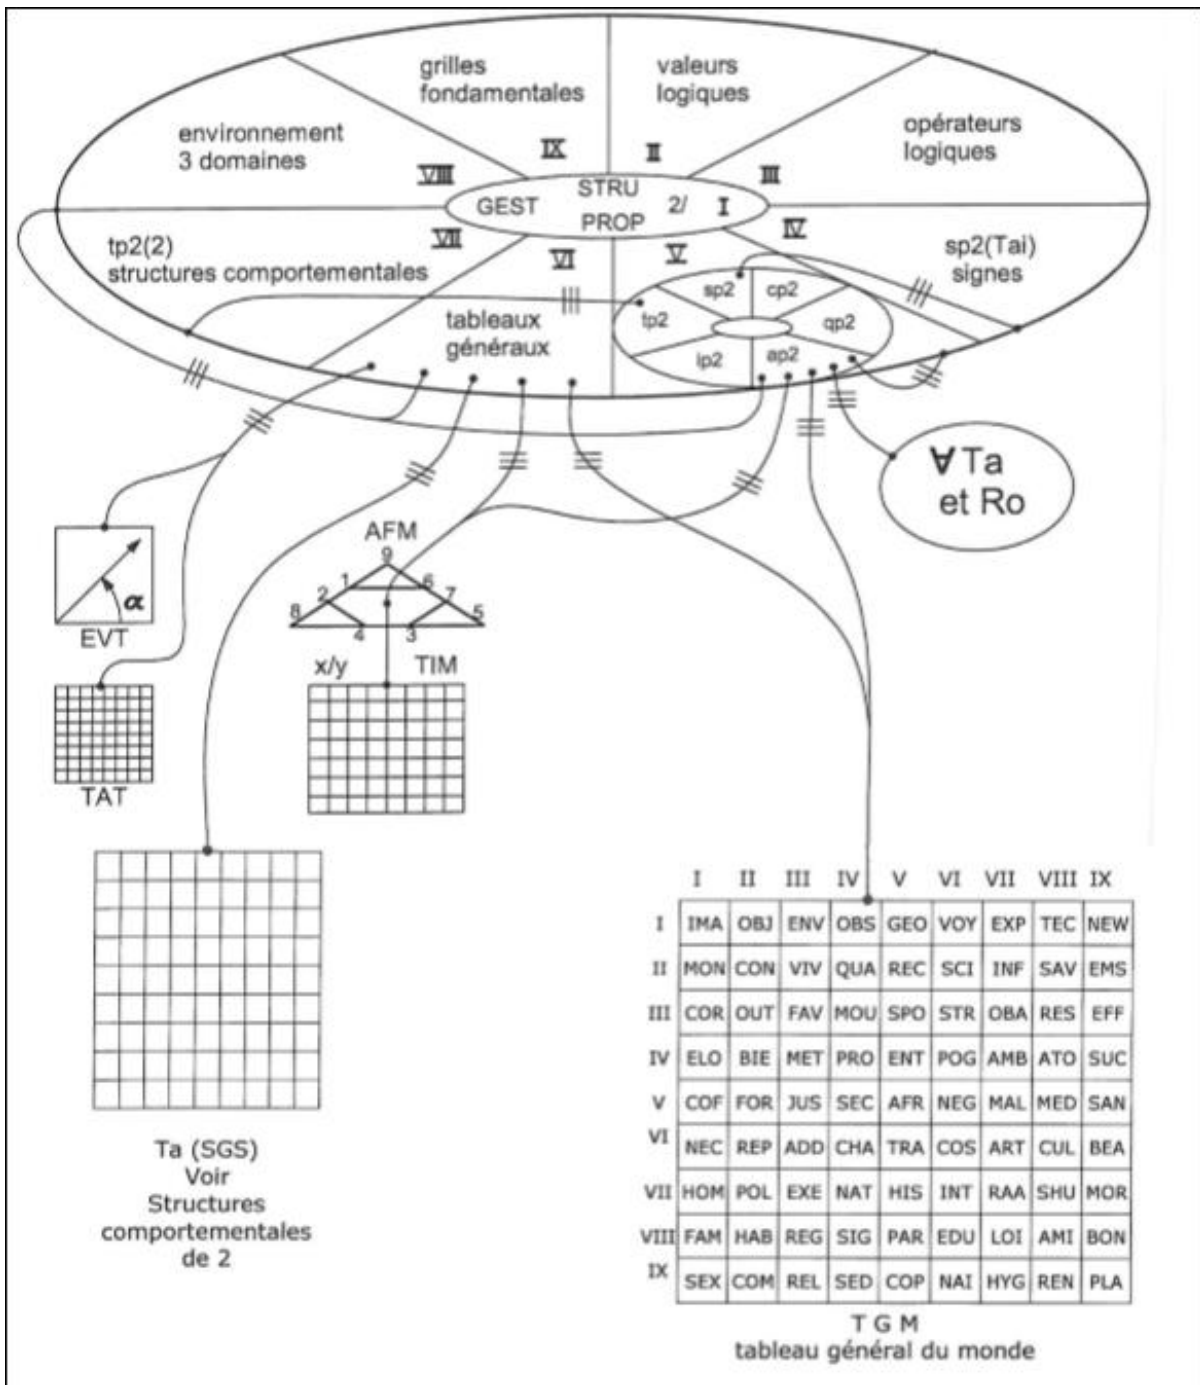 grilles
fondamentales
valeurs
logiques
environnement
3 domaines
opérateurs
logiques
IX
II
VIII
III
GEST
STRU
PROP
2/
I
VII
VI
V
IV
tp2(2)
structures comportementales
sp2(Tai)
signes
tableaux
généraux
sp2
cp2
tp2
qp2
ip2
ap2
∀ Ta
et Ro
AFM
9
1
6
2
7
8
5
4
3
α
EVT
x/y
TIM
TAT
Ta (SGS)
Voir
Structures
comportementales
de 2
I II III IV V VI VII VIII IX
I IMA OBJ ENV OBS GEO VOY EXP TEC NEW
II MON CON VIV QUA REC SCI INF SAV EMS
III COR OUT FAV MOU SPO STR OBA RES EFF
IV ELO BIE MET PRO ENT POG AMB ATO SUC
V COF FOR JUS SEC AFR NEG MAL MED SAN
VI NEC REP ADD CHA TRA COS ART CUL BEA
VII HOM POL EXE NAT HIS INT RAA SHU MOR
VIII FAM HAB REG SIG PAR EDU LOI AMI BON
IX SEX COM REL SED COP NAI HYG REN PLA
T G M
tableau général du monde